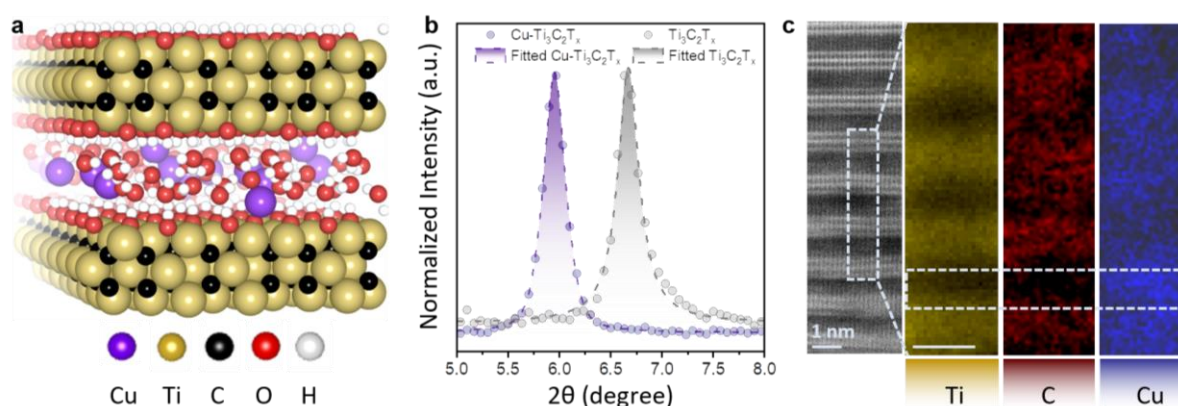 a
Cu Ti C O H
b
Cu-Ti₃C₂Tₓ Ti₃C₂Tₓ
Fitted Cu-Ti₃C₂Tₓ Fitted Ti₃C₂Tₓ
Normalized Intensity (a.u.)
5.0 5.5 6.0 6.5 7.0 7.5 8.0
2θ (degree)
c
1 nm
Ti C Cu